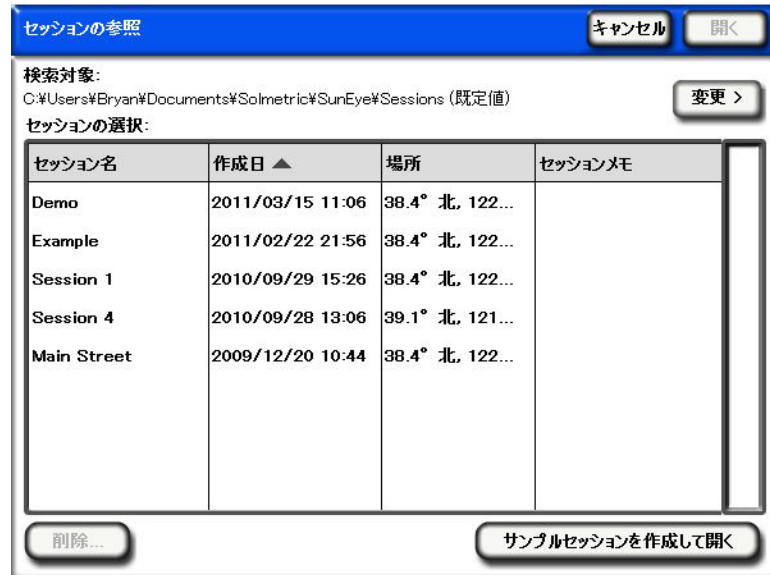 セッションの参照 キャンセル 開く
検索対象:
C:¥Users¥Bryan¥Documents¥Solmetric¥SunEye¥Sessions (既定値) 変更 >
セッションの選択:
セッション名 作成日 ▲ 場所 セッションメモ
Demo 2011/03/15 11:06 38.4° 北, 122...
Example 2011/02/22 21:56 38.4° 北, 122...
Session 1 2010/09/29 15:26 38.4° 北, 122...
Session 4 2010/09/28 13:06 39.1° 北, 121...
Main Street 2009/12/20 10:44 38.4° 北, 122...
削除... サンプルセッションを作成して開く